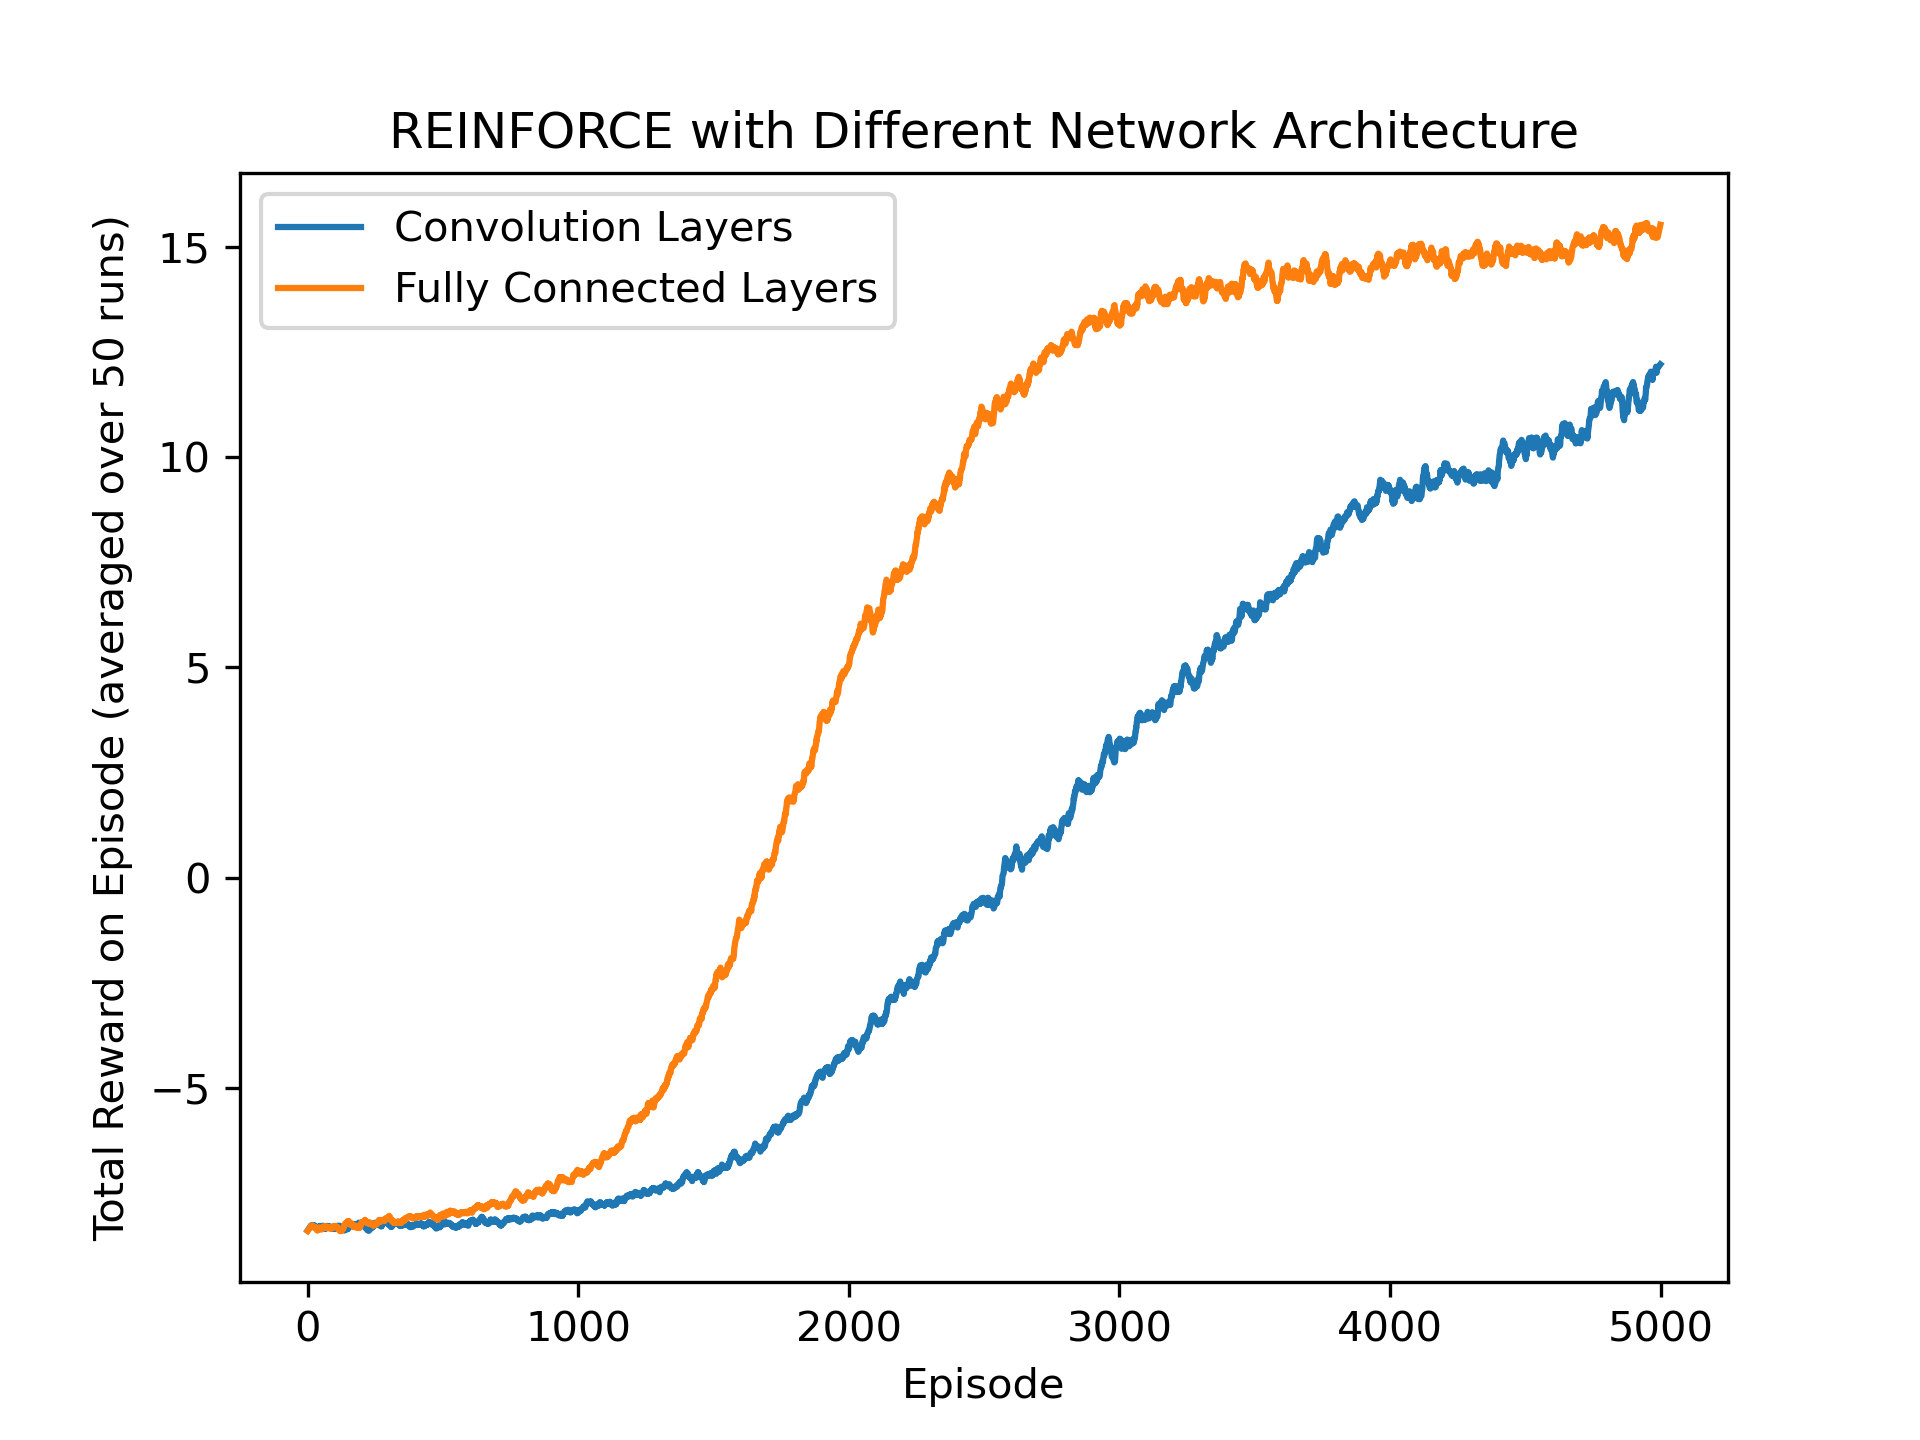 REINFORCE with Different Network Architecture
Convolution Layers
Fully Connected Layers
Total Reward on Episode (averaged over 50 runs)
15
10
5
0
−5
0 1000 2000 3000 4000 5000
Episode